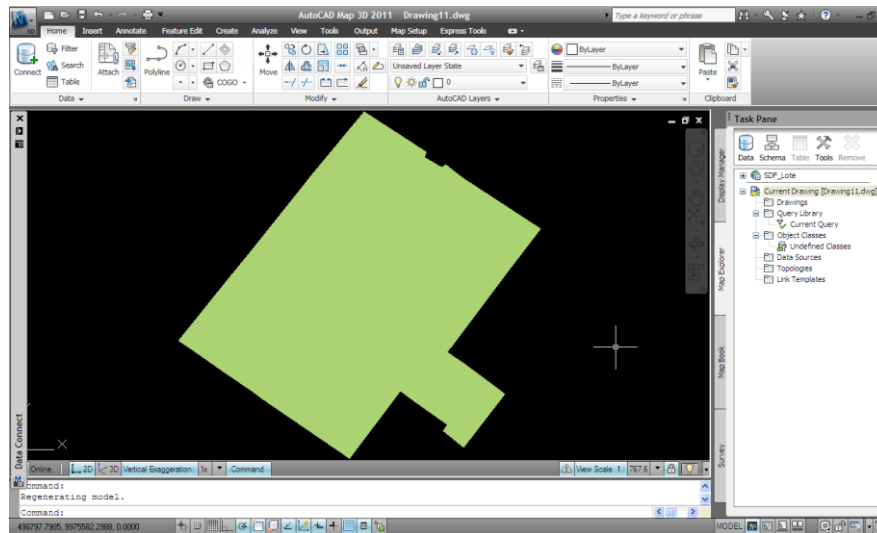 AutoCAD Map 3D 2011 Drawing11.dwg
Type a keyword or phrase
3D
Home Insert Annotate Feature Edit Create Analyze View Tools Output Map Setup Express Tools
Connect
Filter
Search
Table
Attach
Polyline
COGO
Move
Unsaved Layer State
0
ByLayer
ByLayer
ByLayer
Paste
Data
Draw
Modify
AutoCAD Layers
Properties
Clipboard
Data Connect
X
Display Manager
Map Explorer
Map Book
Survey
Task Pane
Data Schema Table Tools Remove
SDF_Lote
Current Drawing [Drawing11.dwg]
Drawings
Query Library
Current Query
Object Classes
Undefined Classes
Data Sources
Topologies
Link Templates
Online 2D 3D Vertical Exaggeration: 1x Command
View Scale 1: 767.6
Command:
Regenerating model.
Command:
498797.7905, 9975582.2988, 0.0000
MODEL